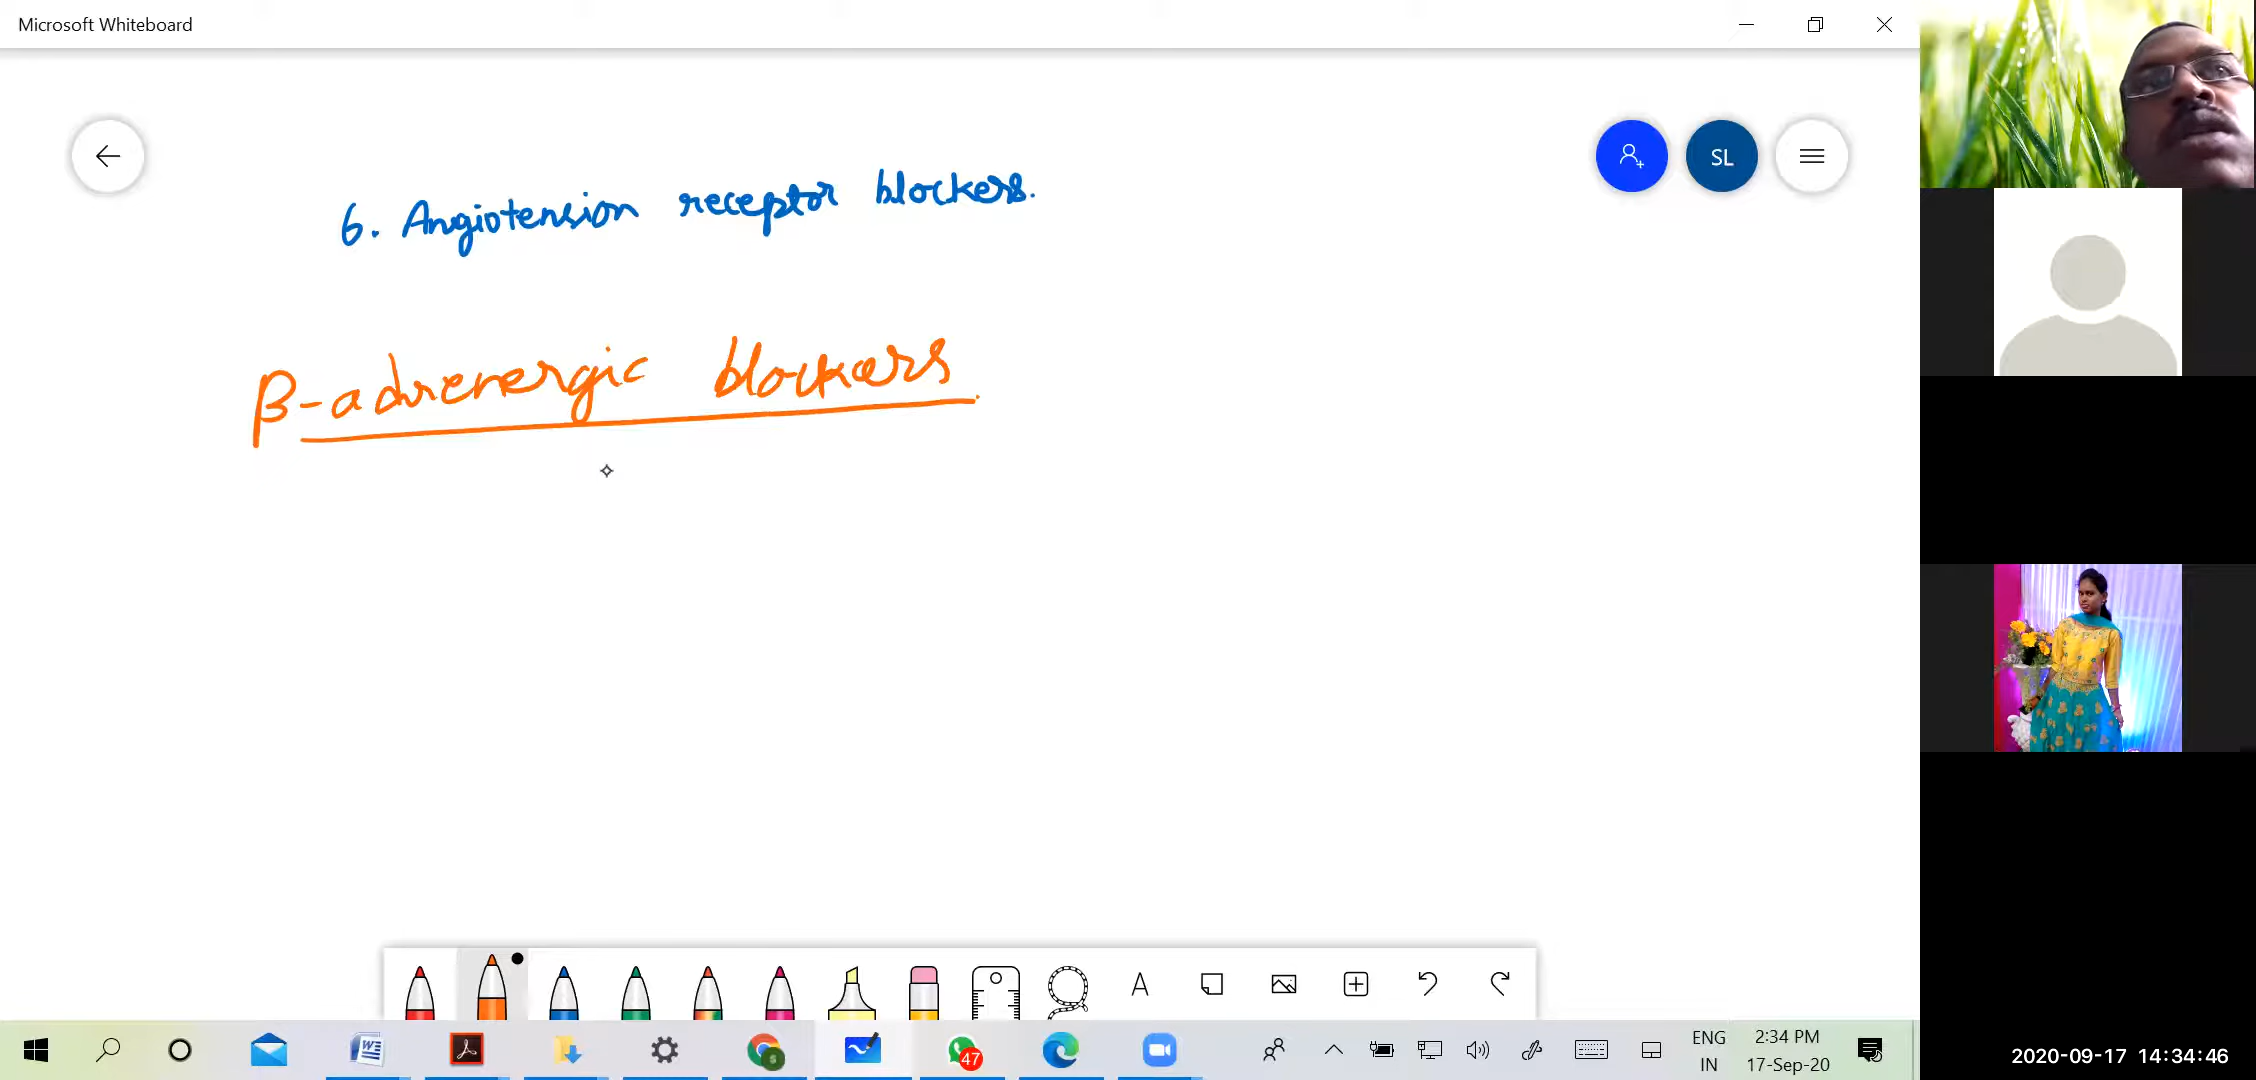 Microsoft Whiteboard
SL
6. Angiotension receptor blockers.
β-adrenergic blockers
A
47
ENG
IN
2:34 PM
17-Sep-20
2020-09-17 14:34:46